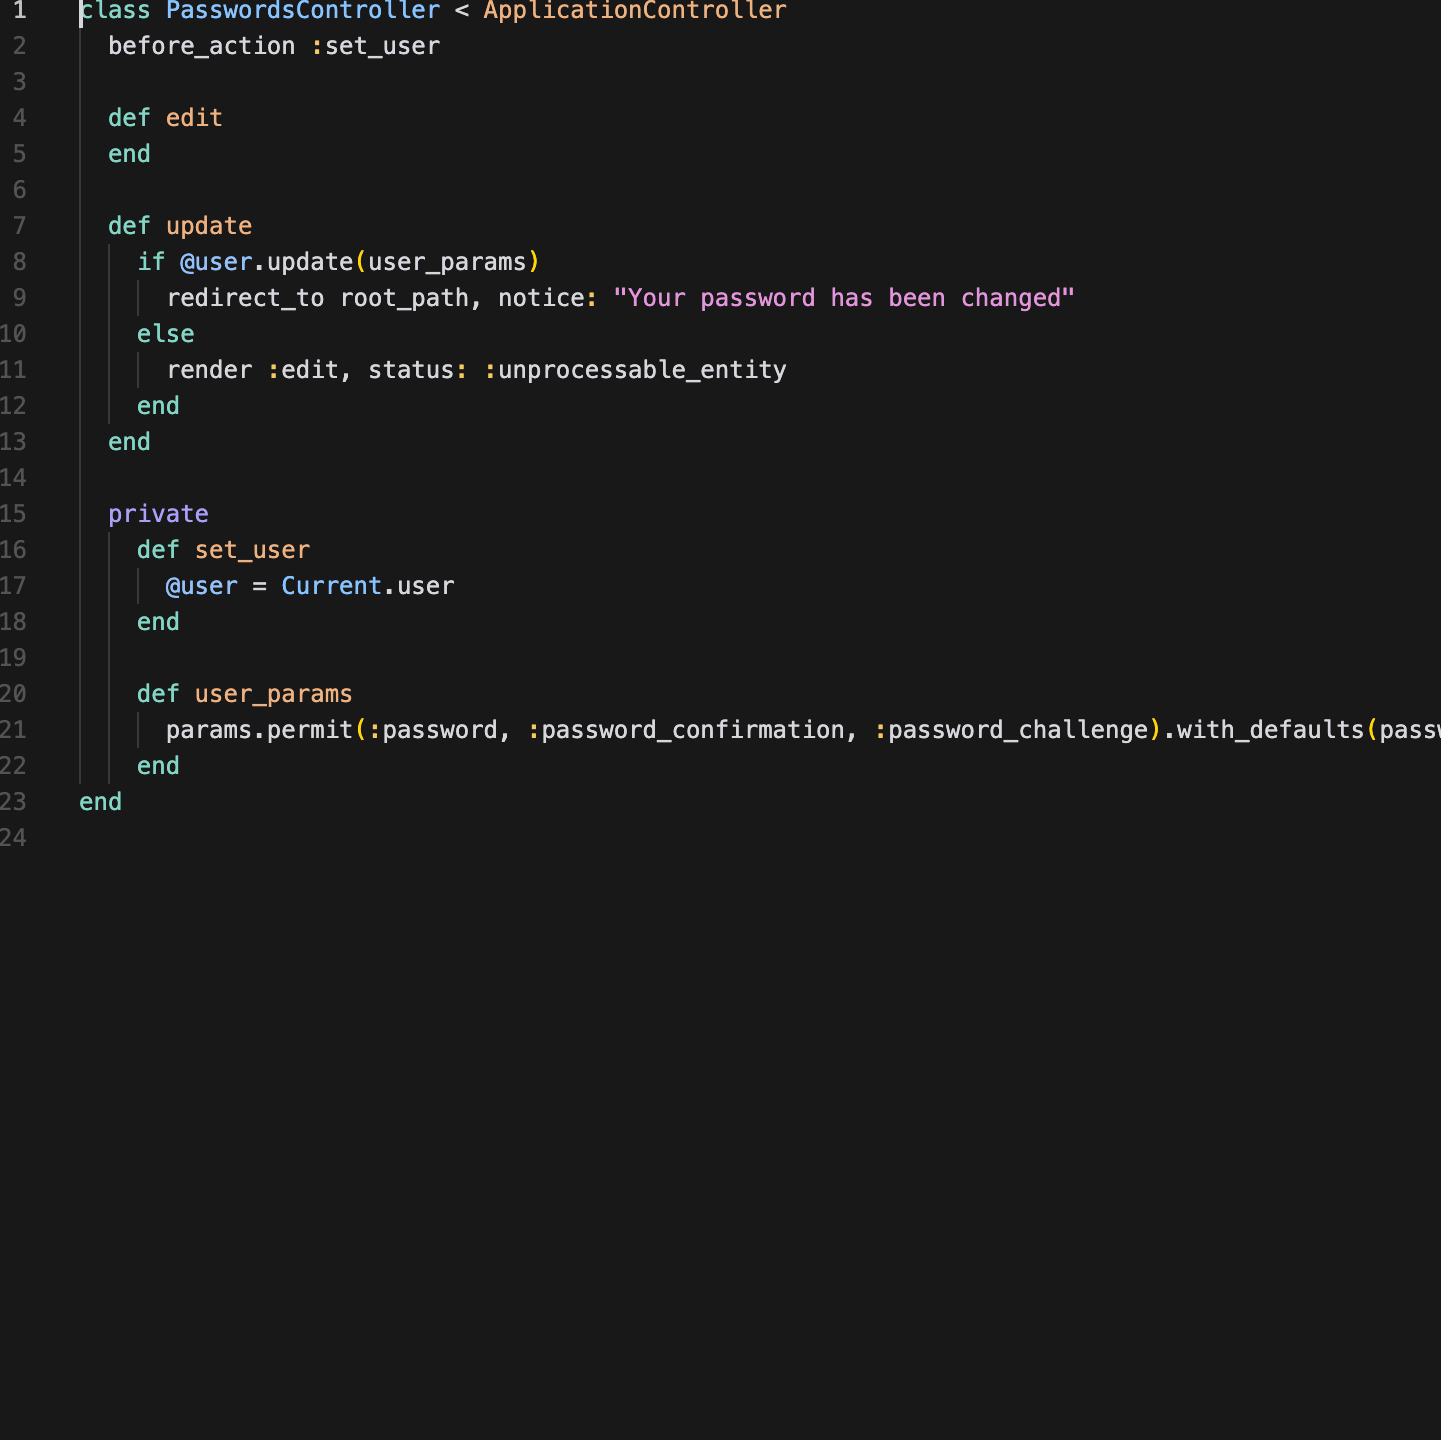 1 class PasswordsController < ApplicationController
2 before_action :set_user
3
4 def edit
5 end
6
7 def update
8 if @user.update(user_params)
9 redirect_to root_path, notice: "Your password has been changed"
10 else
11 render :edit, status: :unprocessable_entity
12 end
13 end
14
15 private
16 def set_user
17 @user = Current.user
18 end
19
20 def user_params
21 params.permit(:password, :password_confirmation, :password_challenge).with_defaults(
22 end
23 end
24